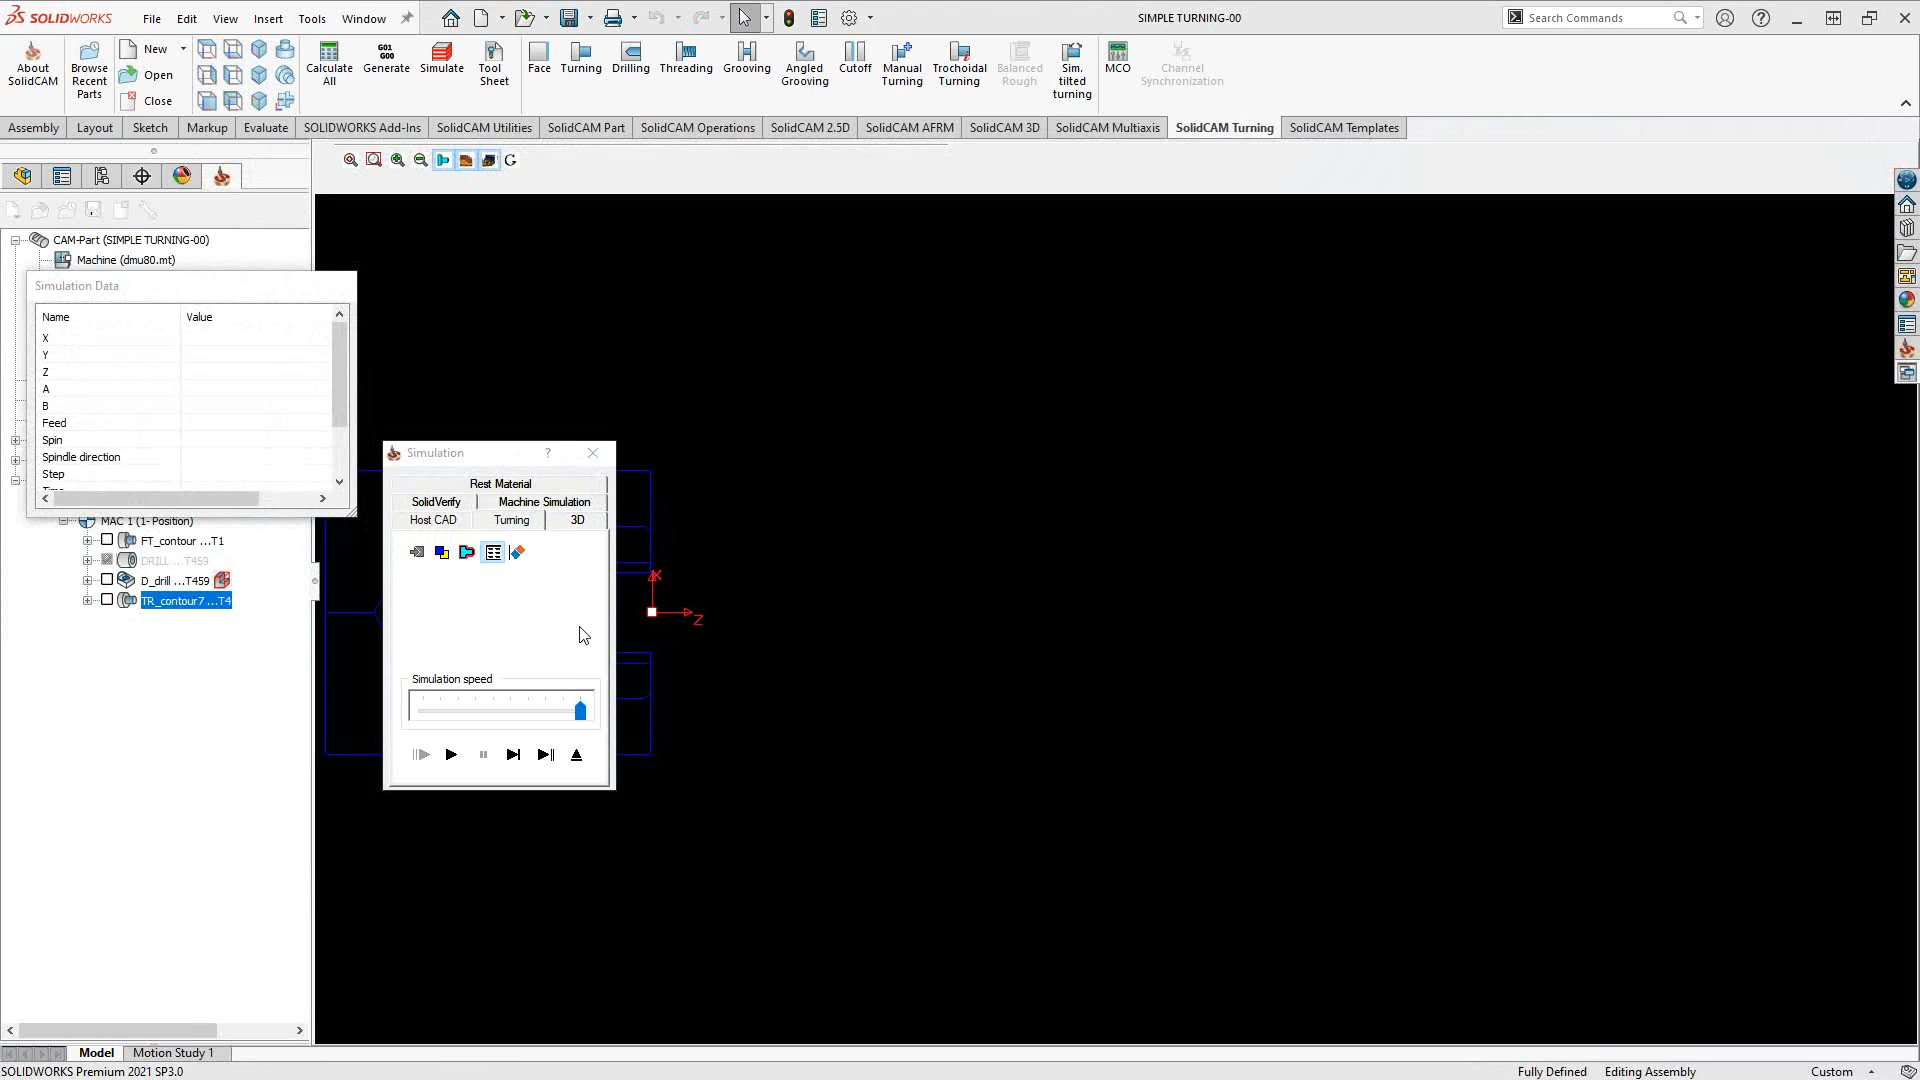 SOLIDWORKS File Edit View Insert Tools Window SIMPLE TURNING-00 Search Commands
About SolidCAM
Browse Recent Parts
New
Open
Close
Calculate All
G01 G00
Generate
Simulate
Tool Sheet
Face
Turning
Drilling
Threading
Grooving
Angled Grooving
Cutoff
Manual Turning
Trochoidal Turning
Balanced Rough
Sim. tilted turning
MCO
Channel Synchronization
Assembly Layout Sketch Markup Evaluate SOLIDWORKS Add-Ins SolidCAM Utilities SolidCAM Part SolidCAM Operations SolidCAM 2.5D SolidCAM AFRM SolidCAM 3D SolidCAM Multiaxis SolidCAM Turning SolidCAM Templates
G
CAM-Part (SIMPLE TURNING-00)
Machine (dmu80.mt)
Simulation Data
Name Value
X
Y
Z
A
B
Feed
Spin
Spindle direction
Step
MAC 1 (1- Position)
FT_contour ...T1
DRILL ...T459
D_drill ...T459
TR_contour7 ...T4
Simulation ?
Rest Material
SolidVerify Machine Simulation
Host CAD Turning 3D
Simulation speed
X
Z
Model Motion Study 1
SOLIDWORKS Premium 2021 SP3.0 Fully Defined Editing Assembly Custom